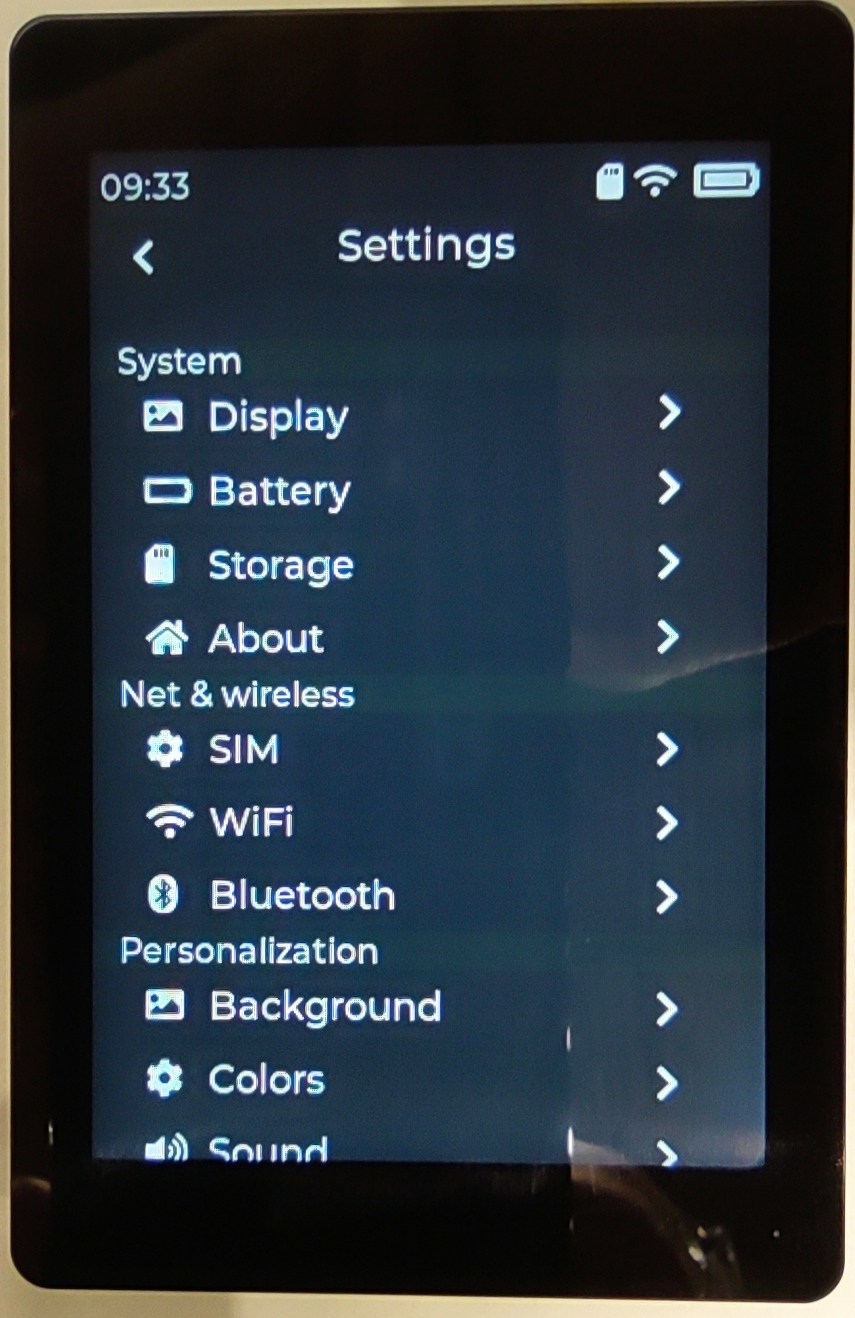 09:33
Settings
System
Display
Battery
Storage
About
Net & wireless
SIM
WiFi
Bluetooth
Personalization
Background
Colors
Sound